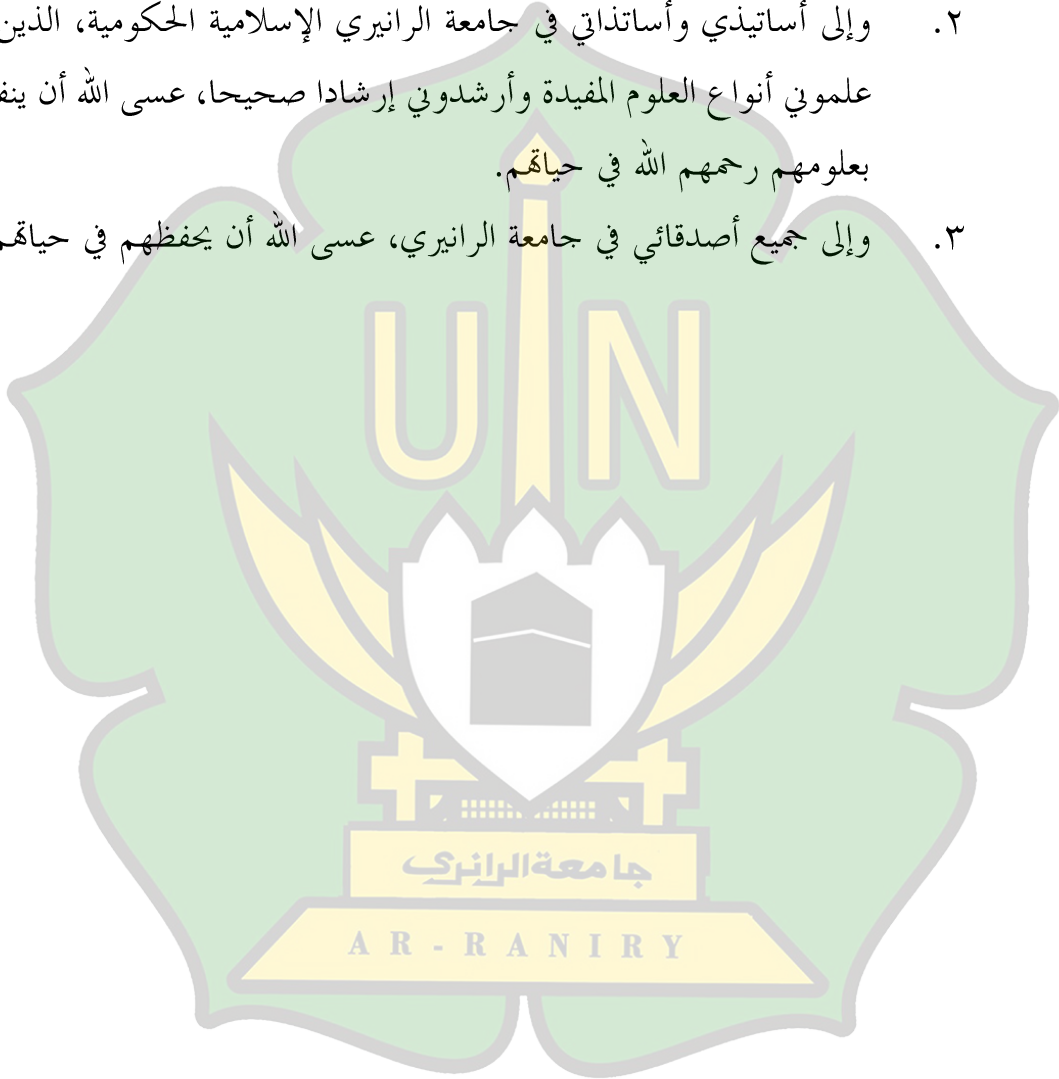 ٢. وإلى أساتيذي وأساتذاتي في جامعة الرانيري الإسلامية الحكومية، الذين
علموني أنواع العلوم المفيدة وأرشدوني إرشادا صحيحا، عسى الله أن
بعلومهم رحمهم الله في حياتهم.
٣. وإلى جميع أصدقائي في جامعة الرانيري، عسى الله أن يحفظهم في حياتهم
UIN
جامعة الرانري
AR-RANIRY